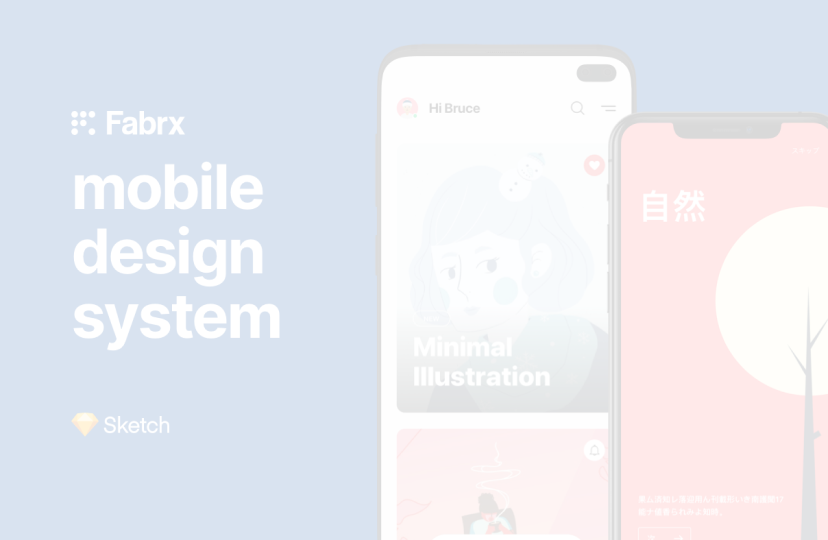 Fabrx
mobile
design
system
Sketch
Hi Bruce
Minimal
Illustration
自然